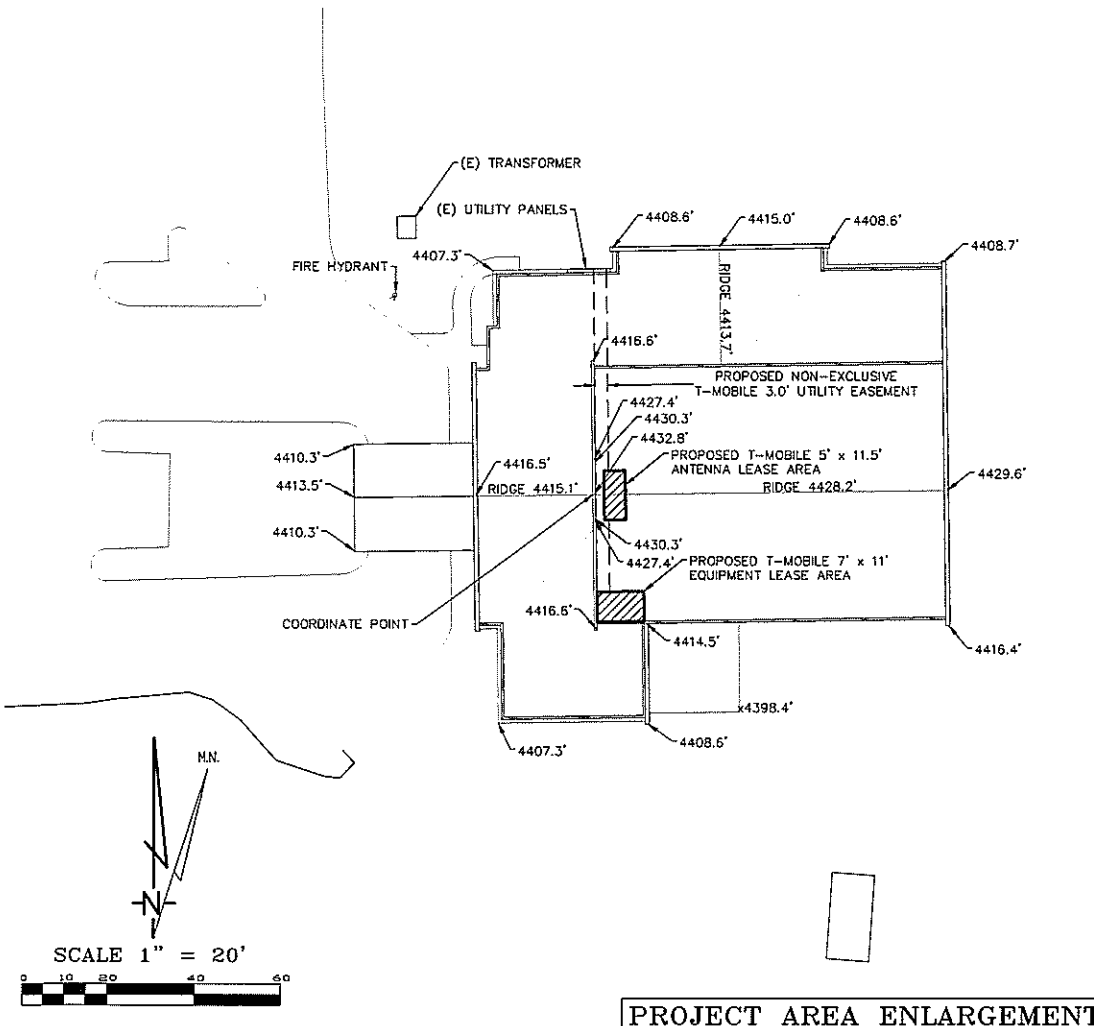 (E) TRANSFORMER
(E) UTILITY PANELS
4408.6'
4415.0'
4408.6'
4408.7'
4407.3'
FIRE HYDRANT
RIDGE 4413.7'
4416.6'
PROPOSED NON-EXCLUSIVE
T-MOBILE 3.0' UTILITY EASEMENT
4427.4'
4430.3'
4432.8'
PROPOSED T-MOBILE 5' x 11.5'
ANTENNA LEASE AREA
4410.3'
4416.5'
4413.5'
RIDGE 4415.1'
RIDGE 4428.2'
4429.6'
4410.3'
4430.3'
4427.4'
PROPOSED T-MOBILE 7' x 11'
EQUIPMENT LEASE AREA
COORDINATE POINT
4416.6'
4414.5'
4416.4'
x4398.4'
4407.3'
4408.6'
M.N.
N
SCALE 1" = 20'
0 10 20 40 60
PROJECT AREA ENLARGEMENT